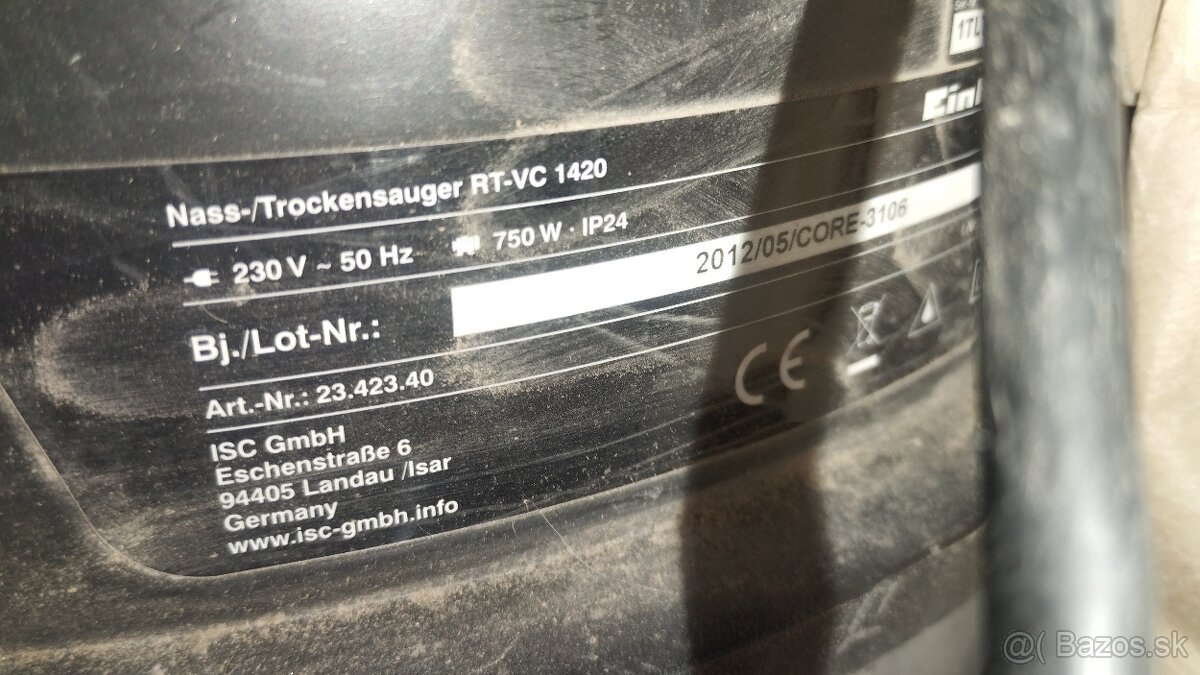 Nass-/Trockensauger RT-VC 1420
230 V ~ 50 Hz 750 W · IP24
Bj./Lot-Nr.: 2012/05/CORE-3106
Art.-Nr.: 23.423.40
ISC GmbH
Eschenstraße 6
94405 Landau /Isar
Germany
www.isc-gmbh.info
CE
@( Bazos.sk